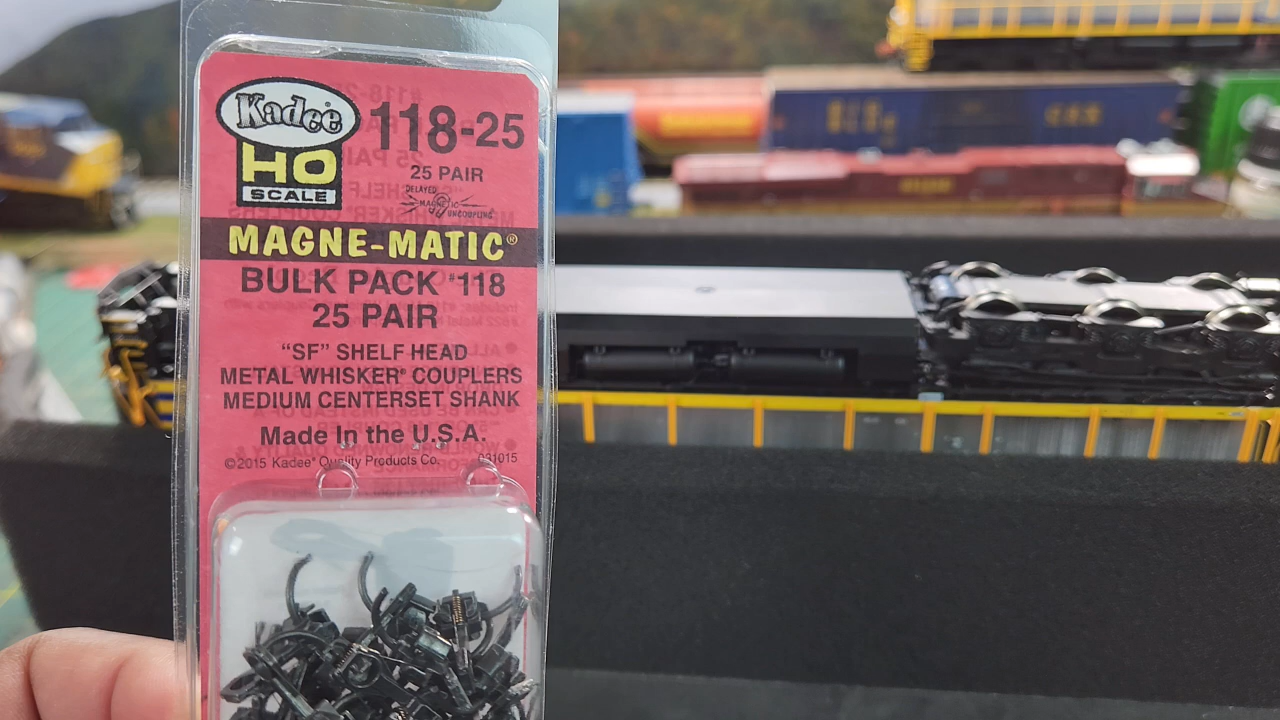 Kadee®
HO
SCALE
118-25
25 PAIR
DELAYED
MAGNETIC
UNCOUPLING
MAGNE-MATIC®
BULK PACK #118
25 PAIR
“SF” SHELF HEAD
METAL WHISKER® COUPLERS
MEDIUM CENTERSET SHANK
Made In the U.S.A.
©2015 Kadee® Quality Products Co. 031015